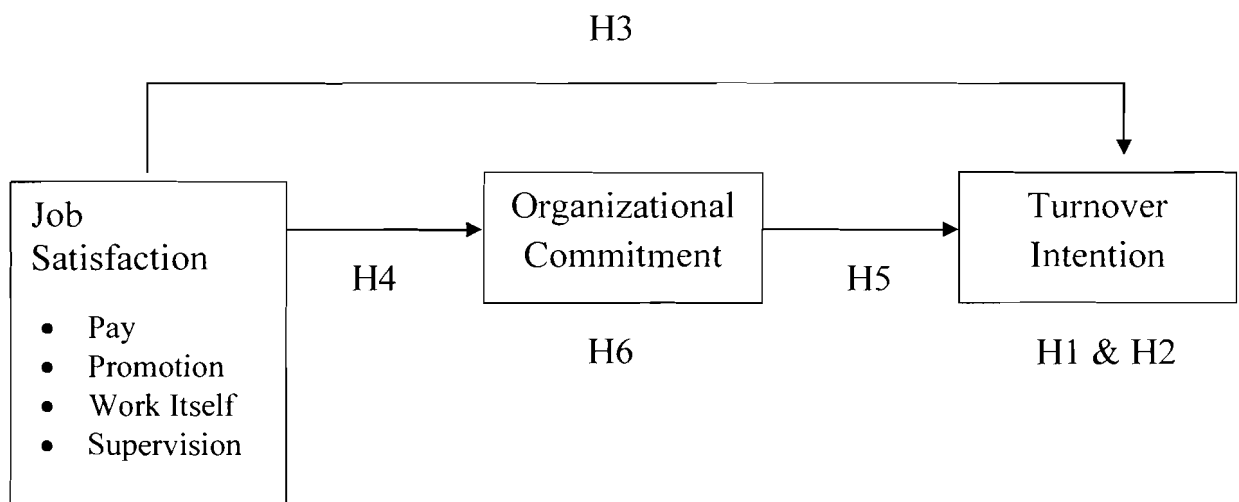 H3
Job
Satisfaction
• Pay
• Promotion
• Work Itself
• Supervision
H4
Organizational
Commitment
H6
H5
Turnover
Intention
H1 & H2